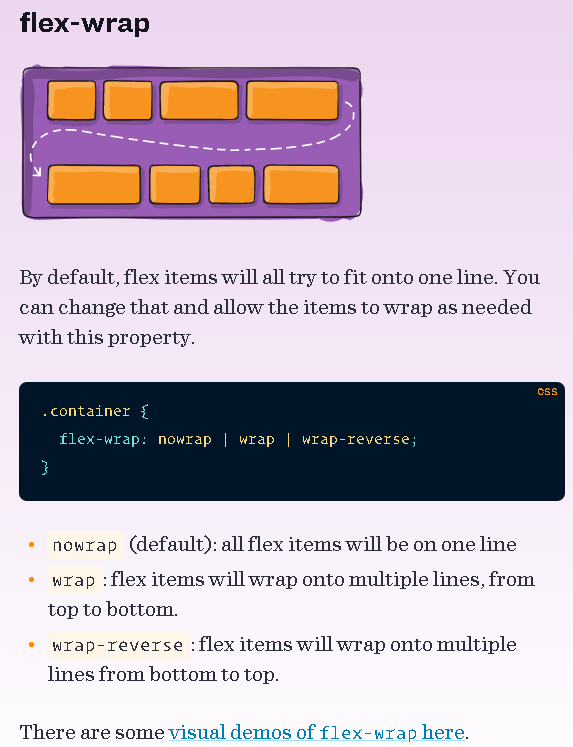 flex-wrap
By default, flex items will all try to fit onto one line. You
can change that and allow the items to wrap as needed
with this property.
css
.container {
  flex-wrap: nowrap | wrap | wrap-reverse;
}
• nowrap (default): all flex items will be on one line
• wrap : flex items will wrap onto multiple lines, from
top to bottom.
• wrap-reverse : flex items will wrap onto multiple
lines from bottom to top.
There are some visual demos of flex-wrap here.